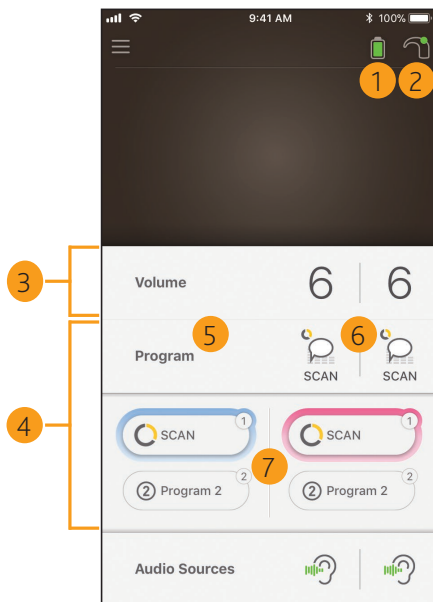 9:41 AM 100%
1 2
3 Volume 6 6
5 6
Program
SCAN SCAN
4
SCAN 1 SCAN 1
7
2 Program 2 2 2 Program 2 2
Audio Sources